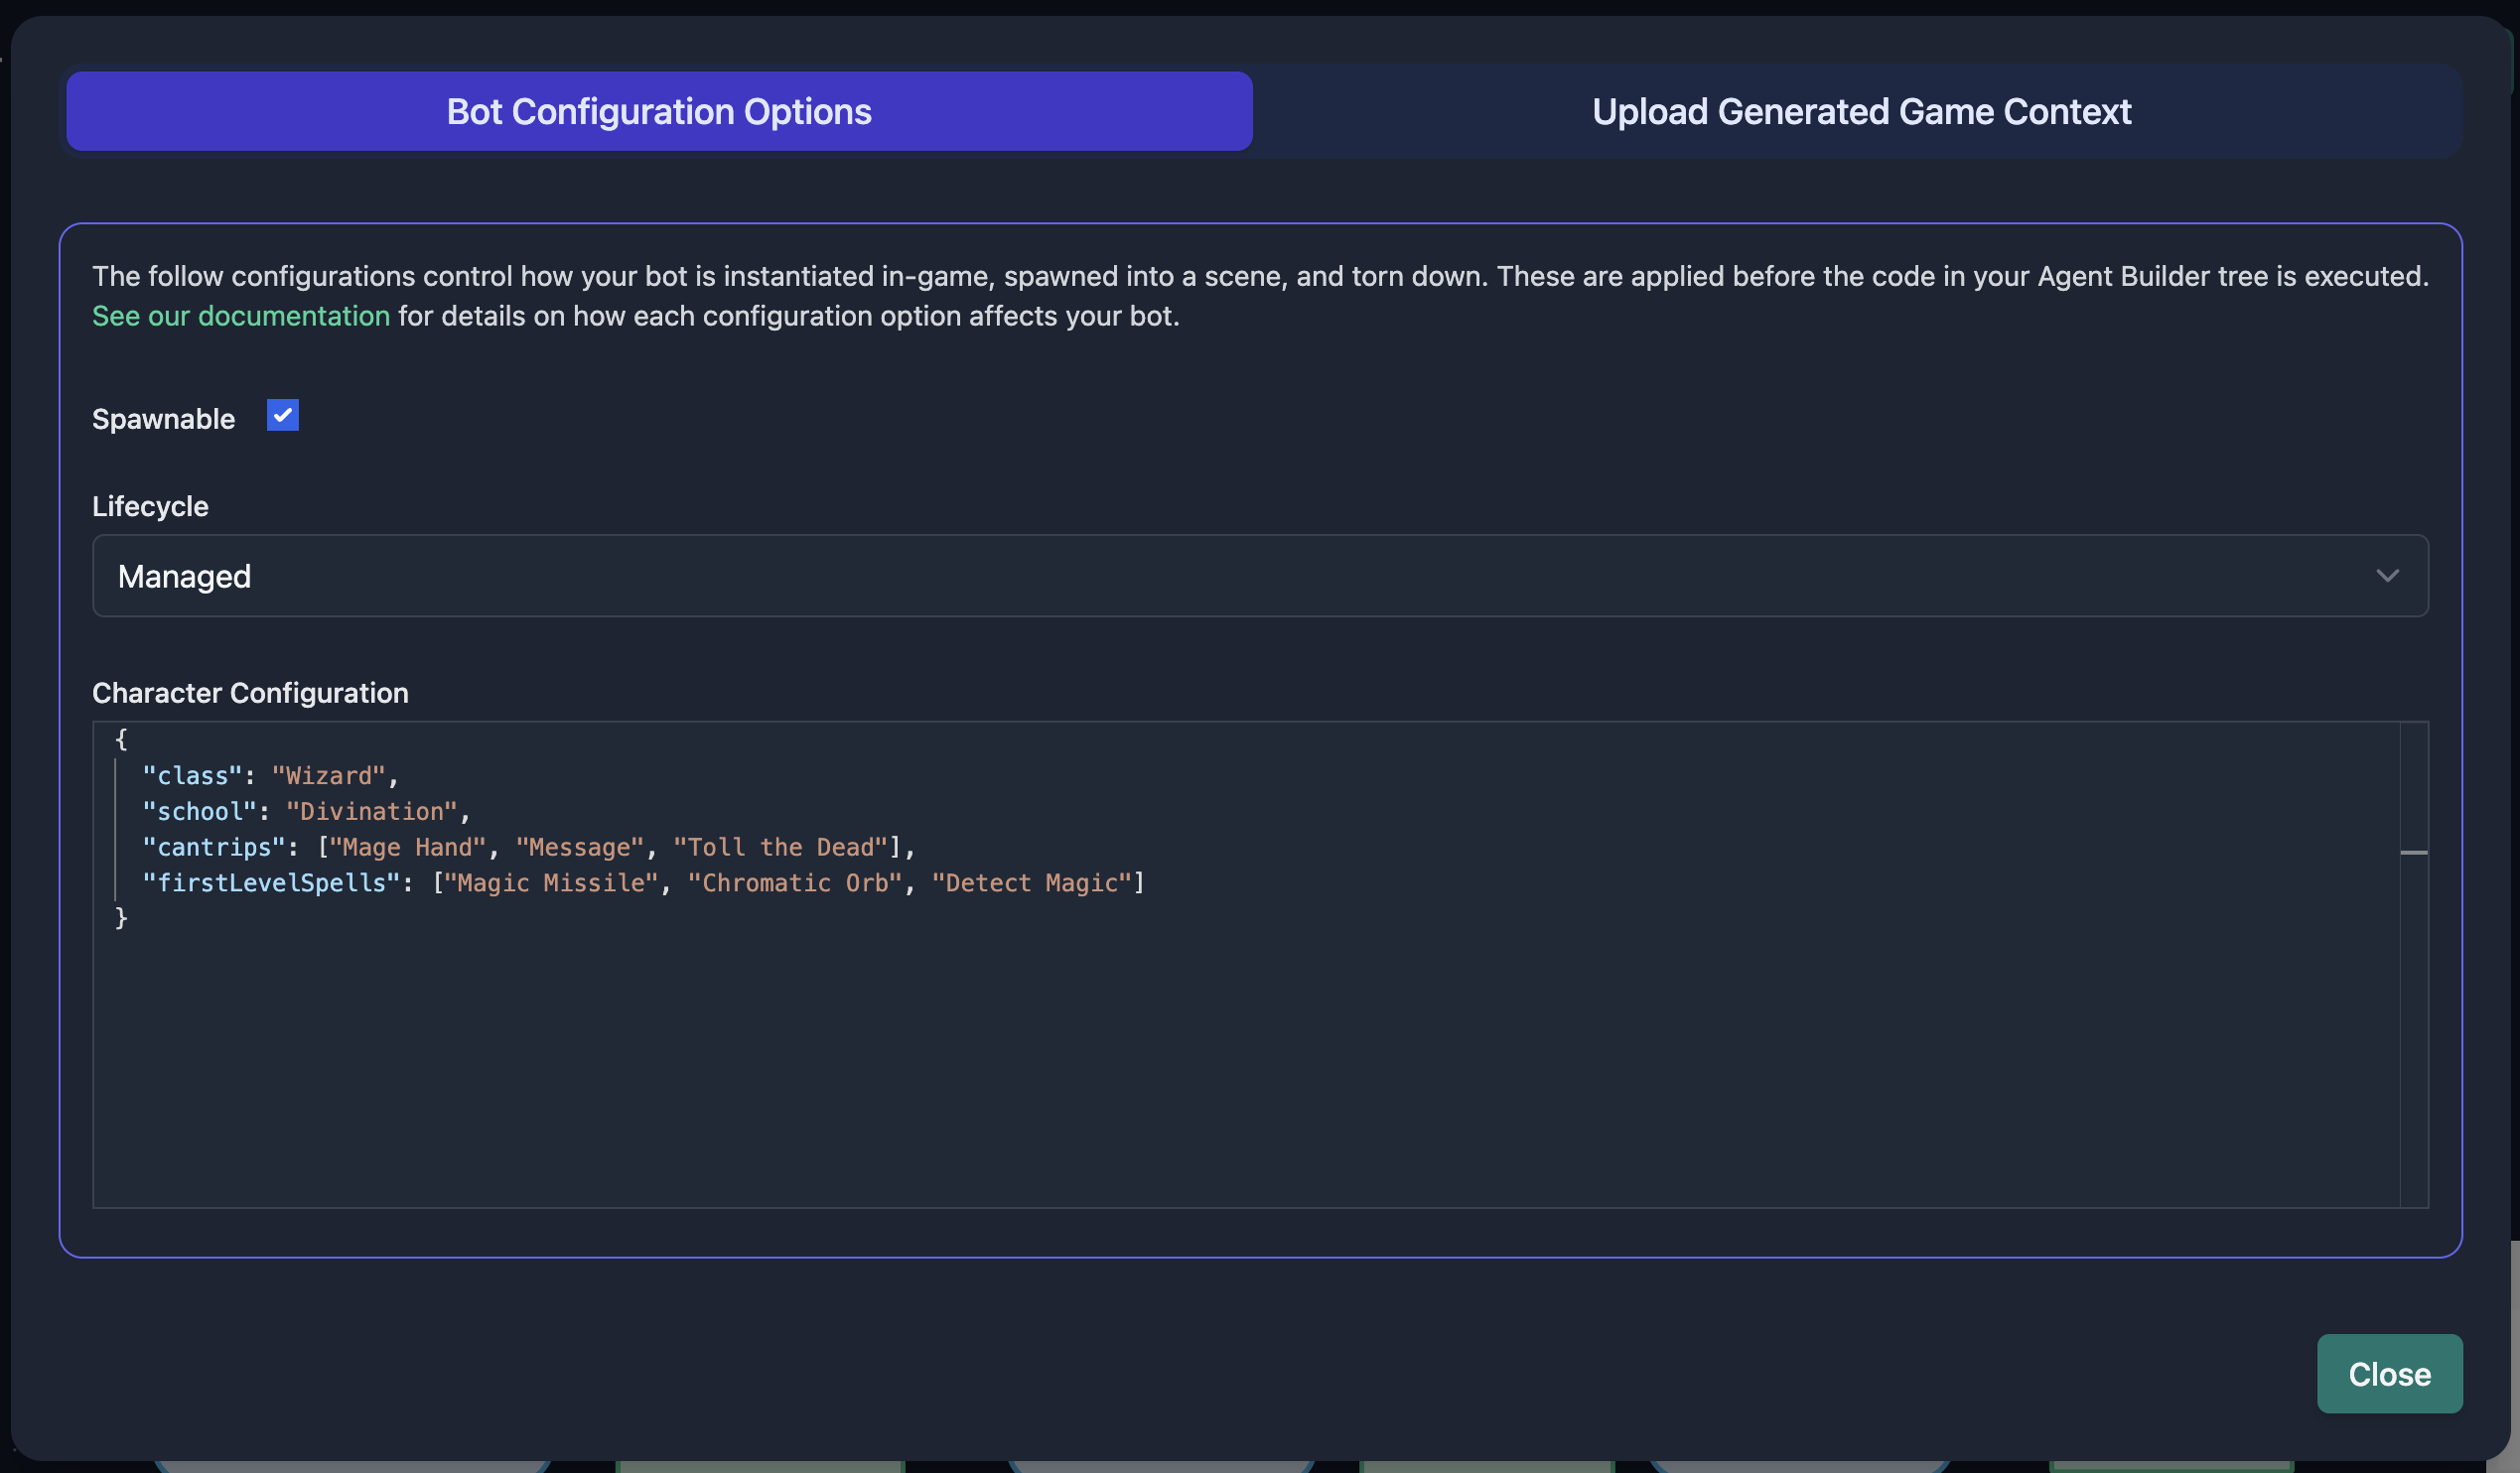 Bot Configuration Options
Upload Generated Game Context
The follow configurations control how your bot is instantiated in-game, spawned into a scene, and torn down. These are applied before the code in your Agent Builder tree is executed.
See our documentation for details on how each configuration option affects your bot.
Spawnable
Lifecycle
Managed
Character Configuration
{
  "class": "Wizard",
  "school": "Divination",
  "cantrips": ["Mage Hand", "Message", "Toll the Dead"],
  "firstLevelSpells": ["Magic Missile", "Chromatic Orb", "Detect Magic"]
}
Close